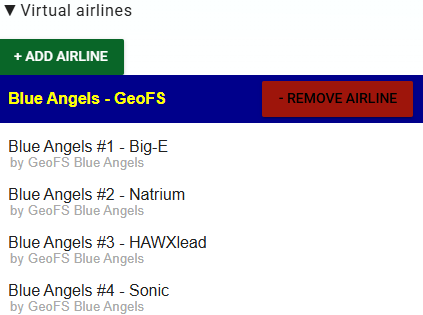 ▼ Virtual airlines
+ ADD AIRLINE
Blue Angels - GeoFS - REMOVE AIRLINE
Blue Angels #1 - Big-E
by GeoFS Blue Angels
Blue Angels #2 - Natrium
by GeoFS Blue Angels
Blue Angels #3 - HAWXlead
by GeoFS Blue Angels
Blue Angels #4 - Sonic
by GeoFS Blue Angels